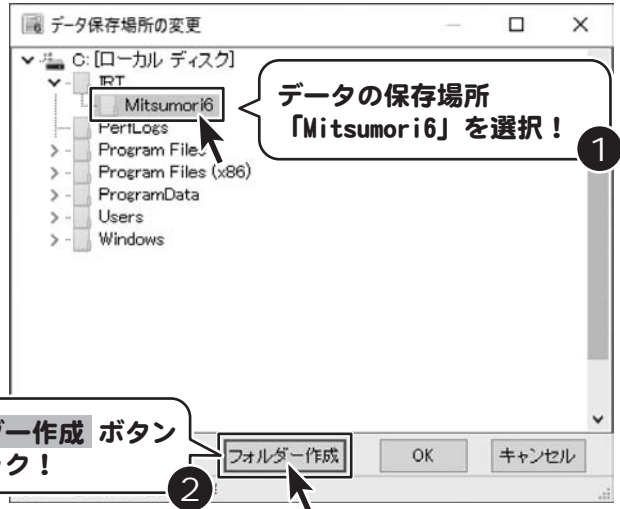 データ保存場所の変更
C: [ローカル ディスク]
IRT
Mitsumori6
PerfLogs
Program Files
Program Files (x86)
ProgramData
Users
Windows
データの保存場所
「Mitsumori6」を選択！
1
ー作成 ボタン
ク！
2
フォルダー作成
OK
キャンセル